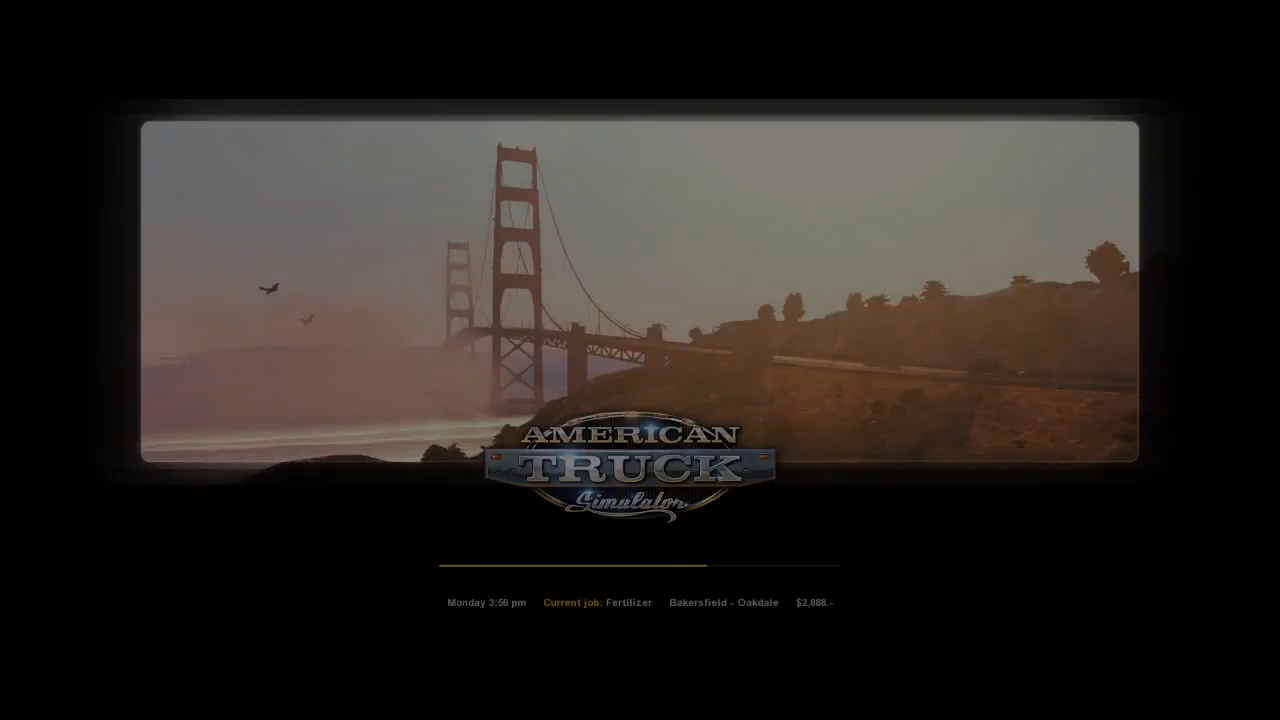 AMERICAN
TRUCK
Simulator
Monday 3:56 pm Current job: Fertilizer Bakersfield - Oakdale $2,888.-